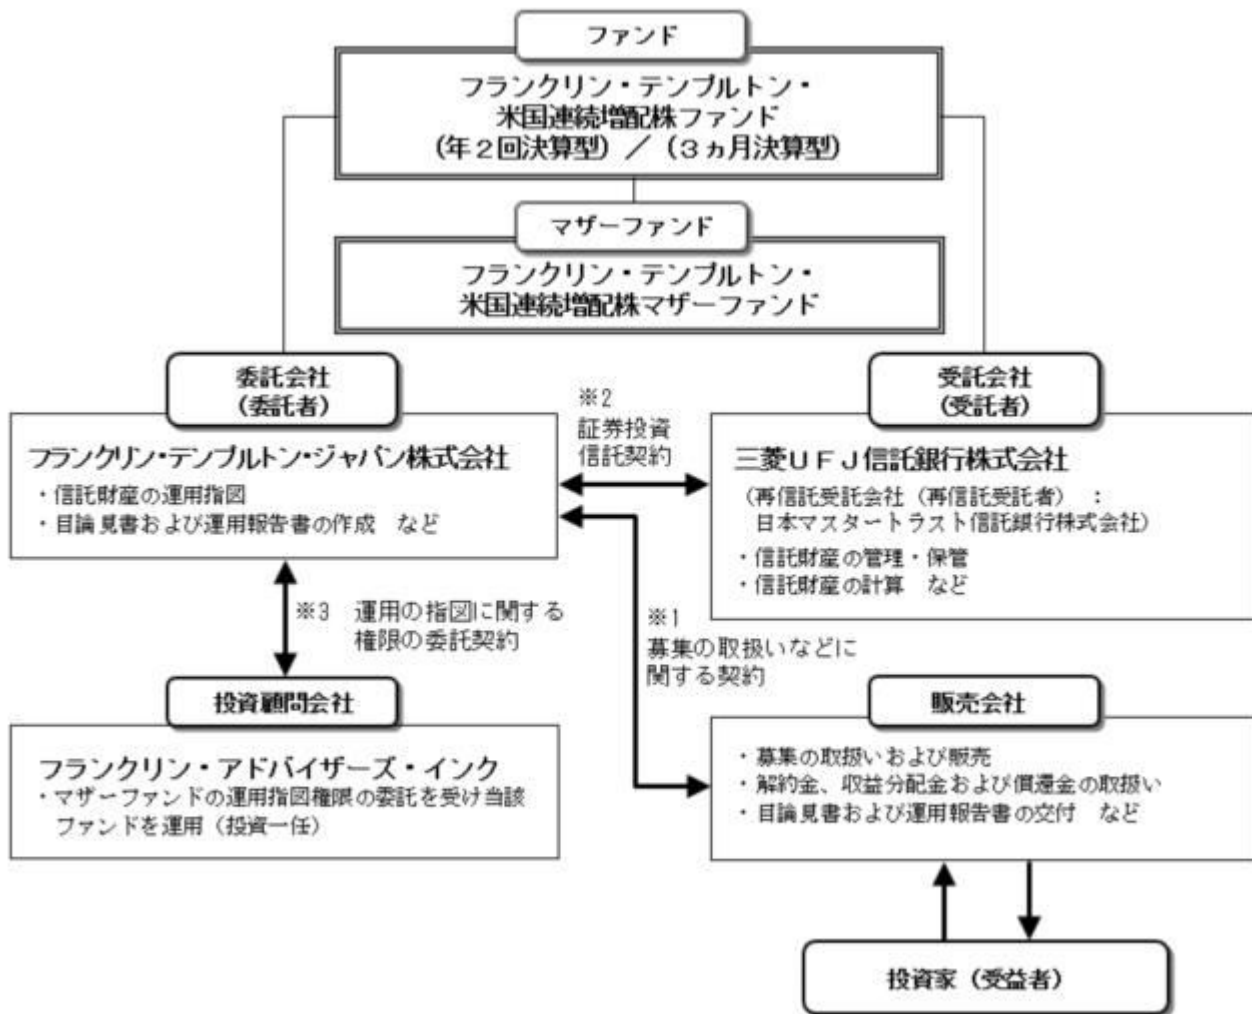 ファンド
フランクリン・テンプルトン・
米国連続増配株ファンド
(年2回決算型) / (3ヵ月決算型)
マザーファンド
フランクリン・テンプルトン・
米国連続増配株マザーファンド
委託会社
(委託者)
フランクリン・テンプルトン・ジャパン株式会社
・信託財産の運用指図
・目論見書および運用報告書の作成 など
※2
証券投資
信託契約
受託会社
(受託者)
三菱UFJ信託銀行株式会社
(再信託受託会社(再信託受託者) :
日本マスタートラスト信託銀行株式会社)
・信託財産の管理・保管
・信託財産の計算 など
※3 運用の指図に関する
権限の委託契約
※1
募集の取扱いなどに
関する契約
投資顧問会社
フランクリン・アドバイザーズ・インク
・マザーファンドの運用指図権限の委託を受け当該
ファンドを運用(投資一任)
販売会社
・募集の取扱いおよび販売
・解約金、収益分配金および償還金の取扱い
・目論見書および運用報告書の交付 など
投資家(受益者)